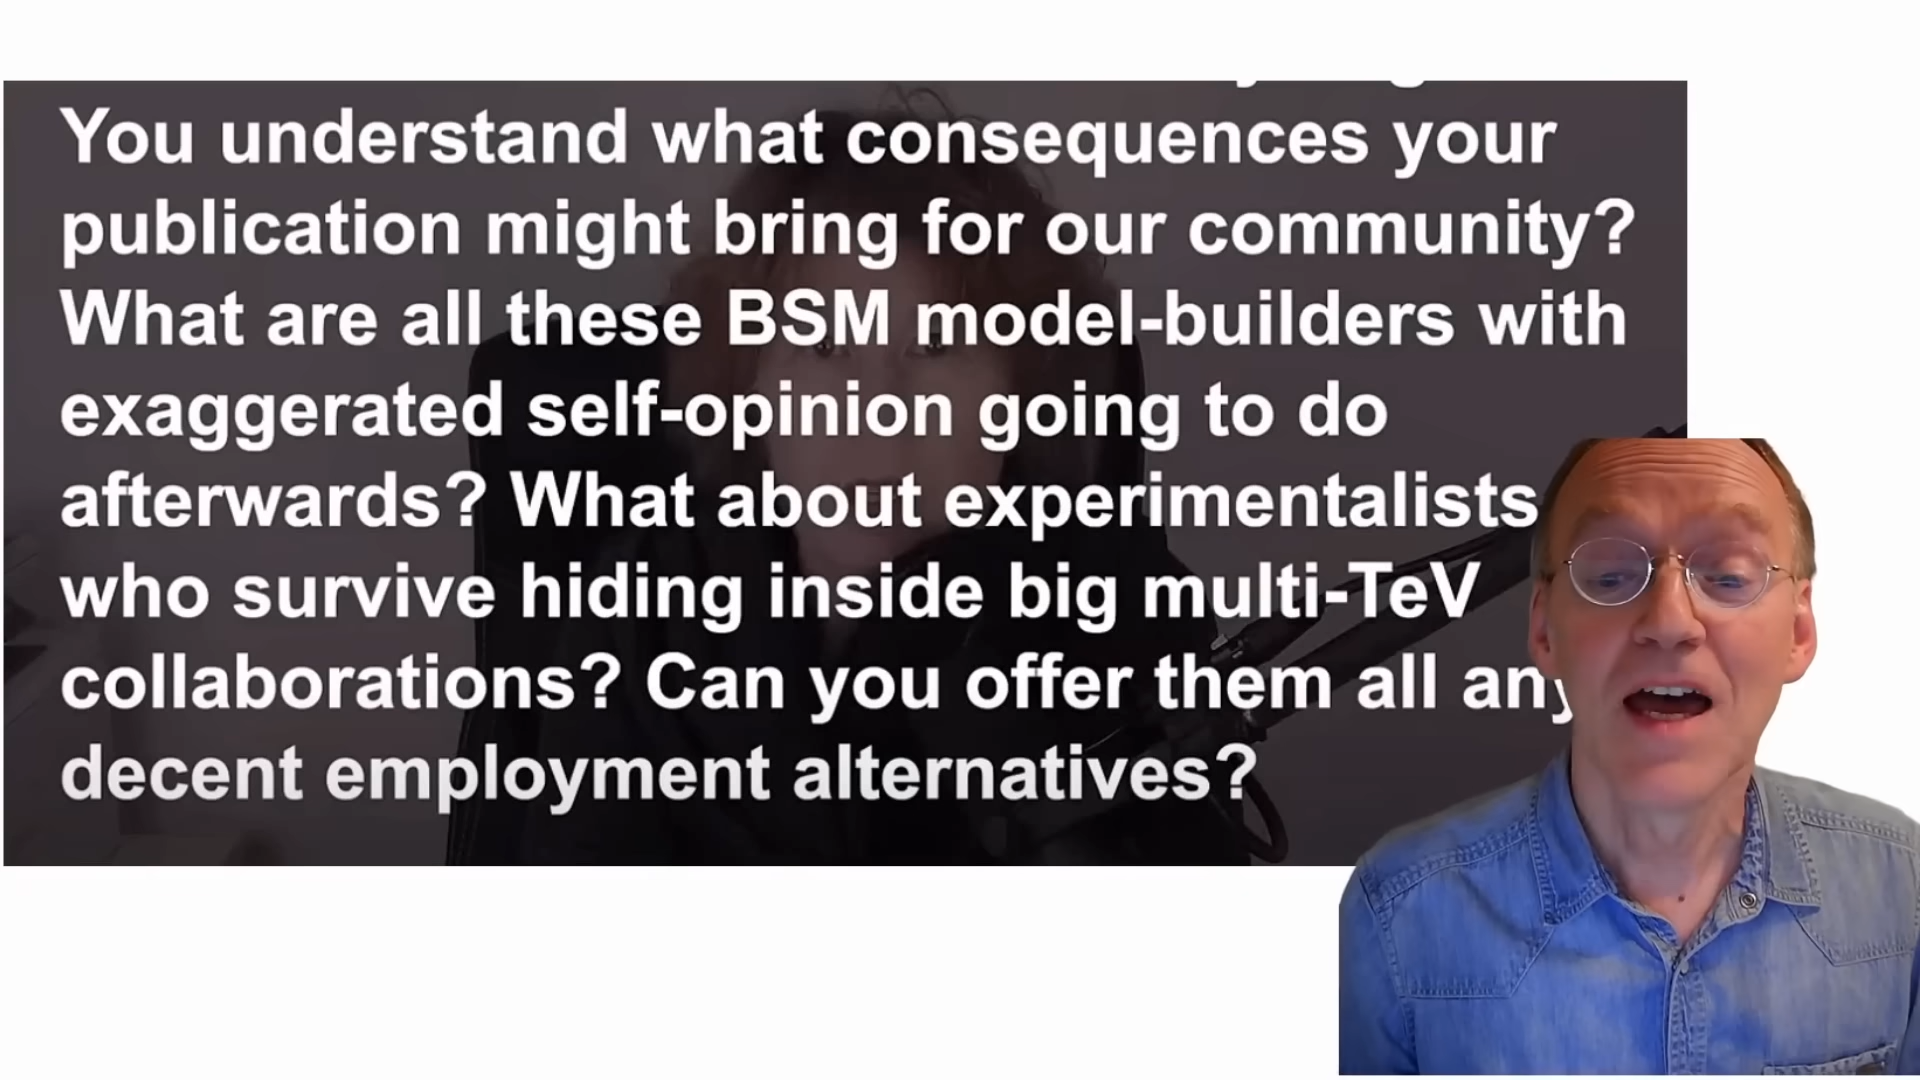 You understand what consequences your
publication might bring for our community?
What are all these BSM model-builders with
exaggerated self-opinion going to do
afterwards? What about experimentalists
who survive hiding inside big multi-TeV
collaborations? Can you offer them all any
decent employment alternatives?